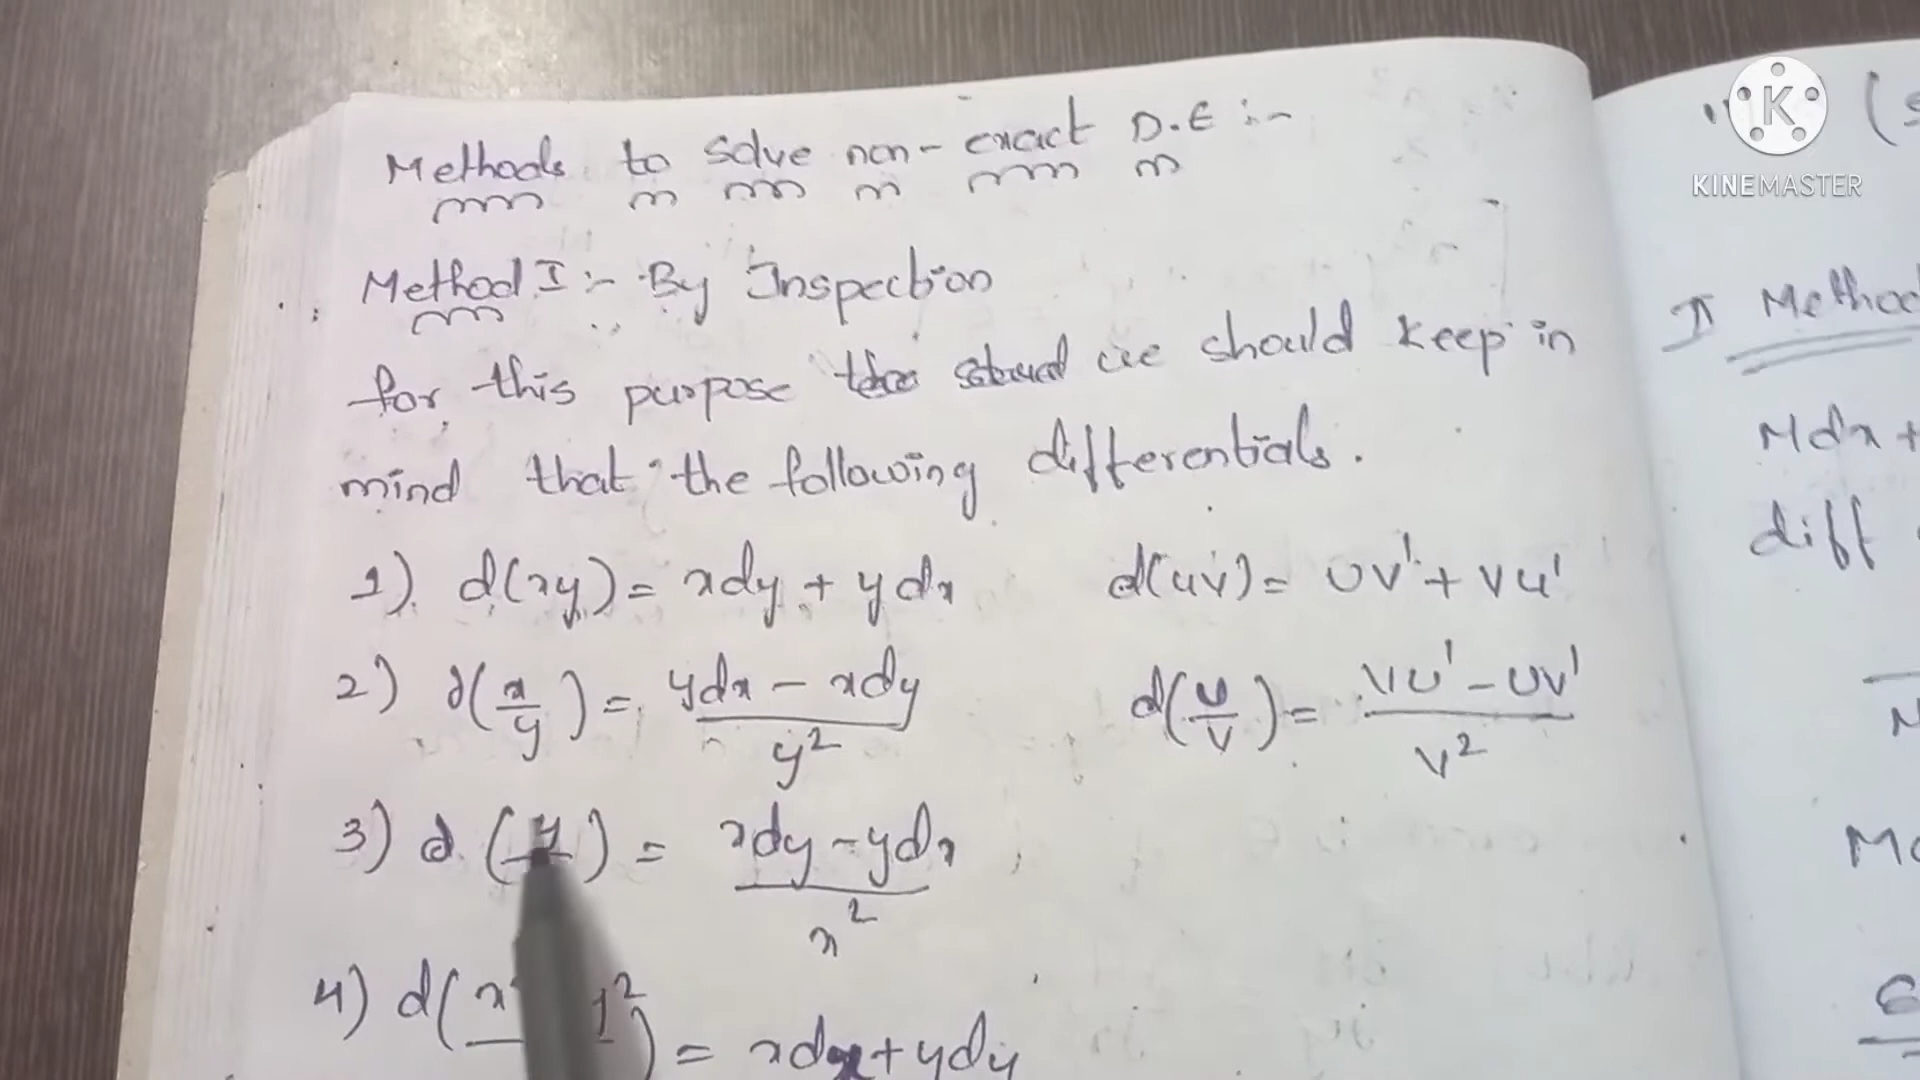 Methods to solve non-exact D.E :-
Method I :- By Inspection
for this purpose we should keep in
mind that the following differentials.
1) d(xy) = xdy + ydx d(uv) = UV' + VU'
2) d(x/y) = ydx - xdy / y² d(U/V) = VU' - UV' / V²
3) d(y/ ) = xdy - ydx / x²
4) d(x y² ) = xdx + ydy
KINEMASTER
II Method
Mdx +
diff